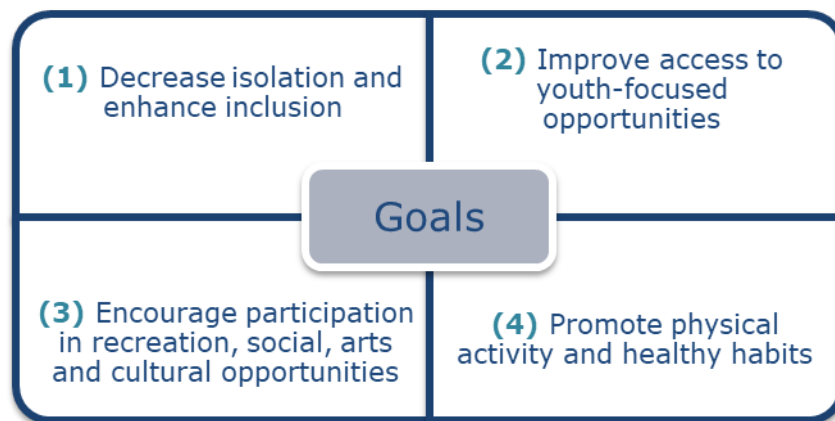 (1) Decrease isolation and
enhance inclusion
(2) Improve access to
youth-focused
opportunities
Goals
(3) Encourage participation
in recreation, social, arts
and cultural opportunities
(4) Promote physical
activity and healthy habits